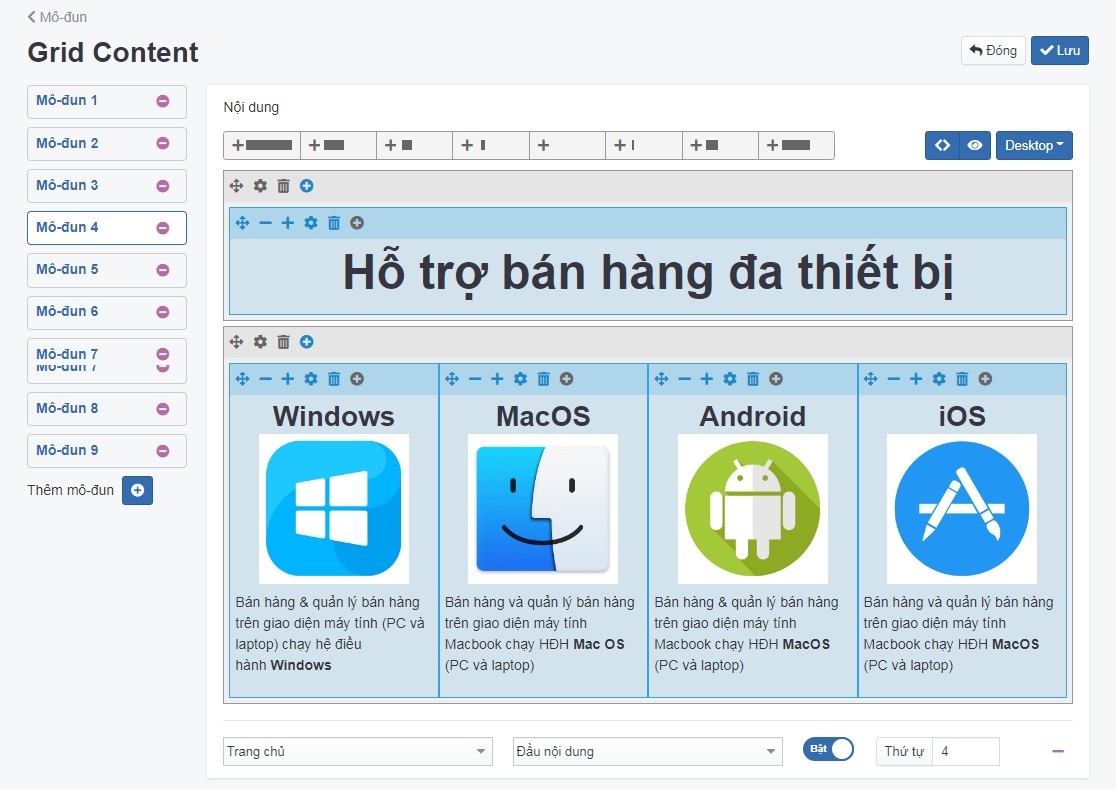 Mô-đun
Grid Content
Đóng
Lưu
Mô-đun 1
Mô-đun 2
Mô-đun 3
Mô-đun 4
Mô-đun 5
Mô-đun 6
Mô-đun 7
Mô-đun 7
Mô-đun 8
Mô-đun 9
Thêm mô-đun
Nội dung
Desktop
Hỗ trợ bán hàng đa thiết bị
Windows
Bán hàng & quản lý bán hàng
trên giao diện máy tính (PC và
laptop) chạy hệ điều
hành Windows
MacOS
Bán hàng và quản lý bán hàng
trên giao diện máy tính
Macbook chạy HĐH Mac OS
(PC và laptop)
Android
Bán hàng & quản lý bán hàng
trên giao diện máy tính
Macbook chạy HĐH MacOS
(PC và laptop)
iOS
Bán hàng và quản lý bán hàng
trên giao diện máy tính
Macbook chạy HĐH MacOS
(PC và laptop)
Trang chủ
Đầu nội dung
Bật
Thứ tự
4